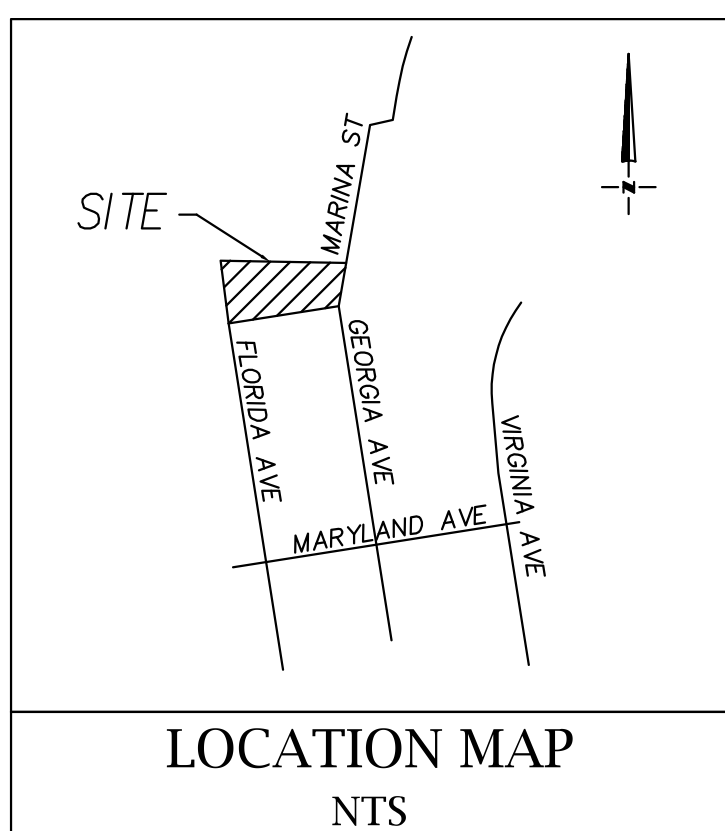 MARINA ST
SITE
N
GEORGIA AVE
FLORIDA AVE
VIRGINIA AVE
MARYLAND AVE
LOCATION MAP
NTS